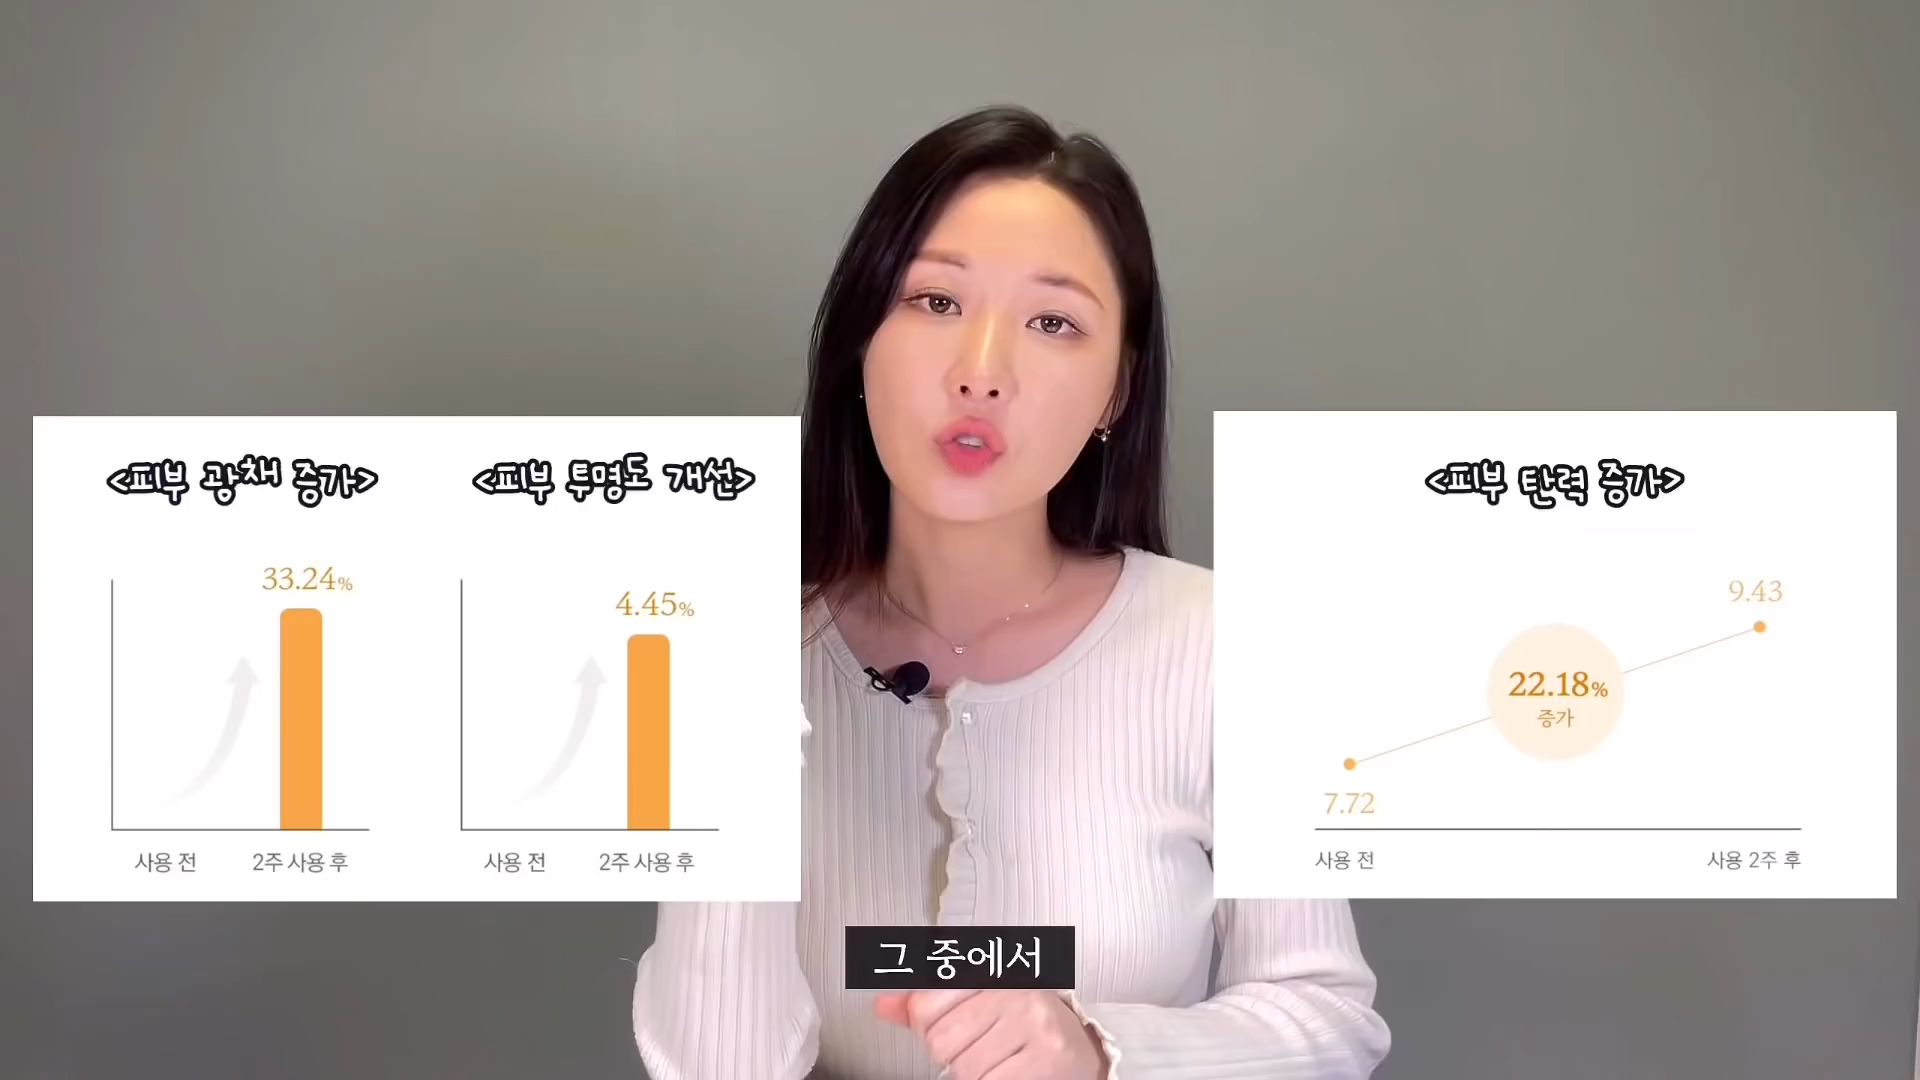 <피부 광채 증가>
33.24%
사용 전
2주 사용 후
<피부 투명도 개선>
4.45%
사용 전
2주 사용 후
<피부 탄력 증가>
9.43
22.18%
증가
7.72
사용 전
사용 2주 후
그 중에서